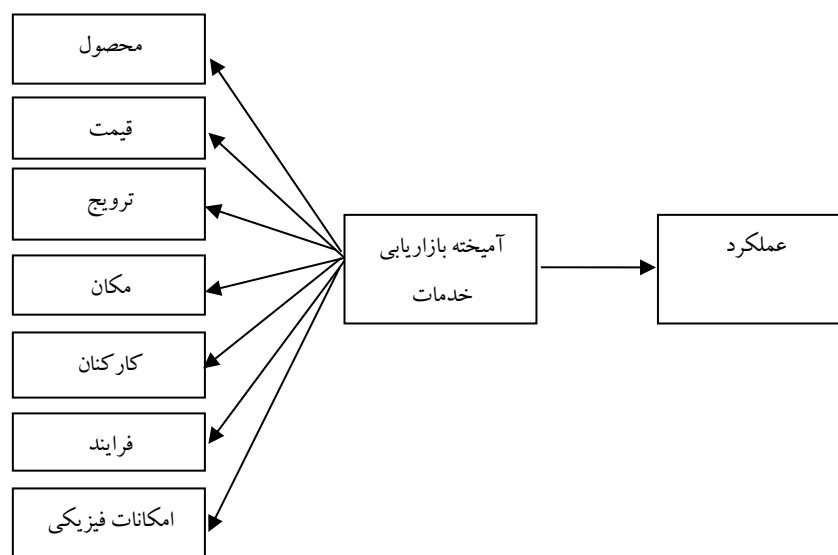 محصول
قیمت
ترویج
مکان
کارکنان
فرایند
امکانات فیزیکی
آمیخته بازاریابی
خدمات
عملکرد